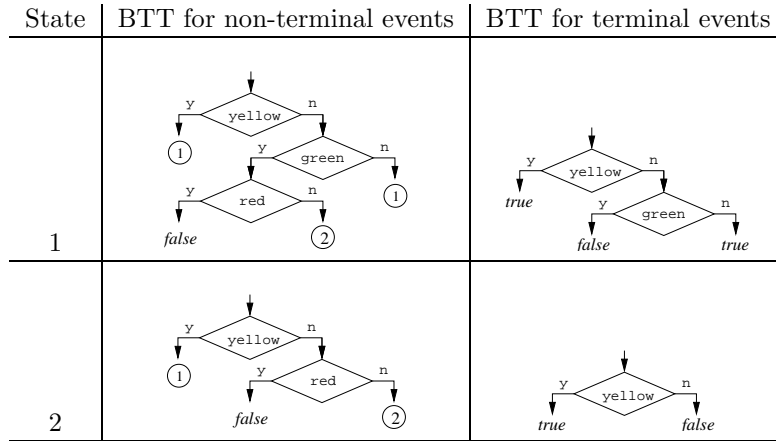 State BTT for non-terminal events BTT for terminal events
y yellow n
1
y green n
1
y red n
false
2
y yellow n
true
y green n
false true
1
y yellow n
1
y red n
false
2
y yellow n
true false
2